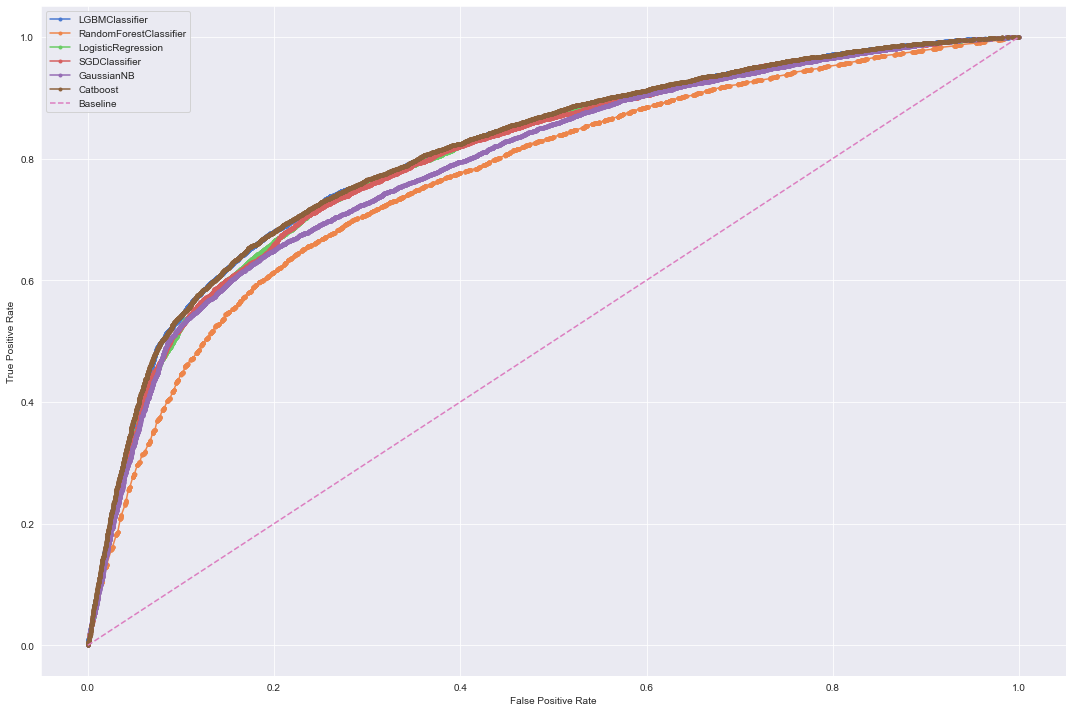 LGBMClassifier
RandomForestClassifier
LogisticRegression
SGDClassifier
GaussianNB
Catboost
Baseline
1.0
0.8
0.6
0.4
0.2
0.0
True Positive Rate
0.0 0.2 0.4 0.6 0.8 1.0
False Positive Rate